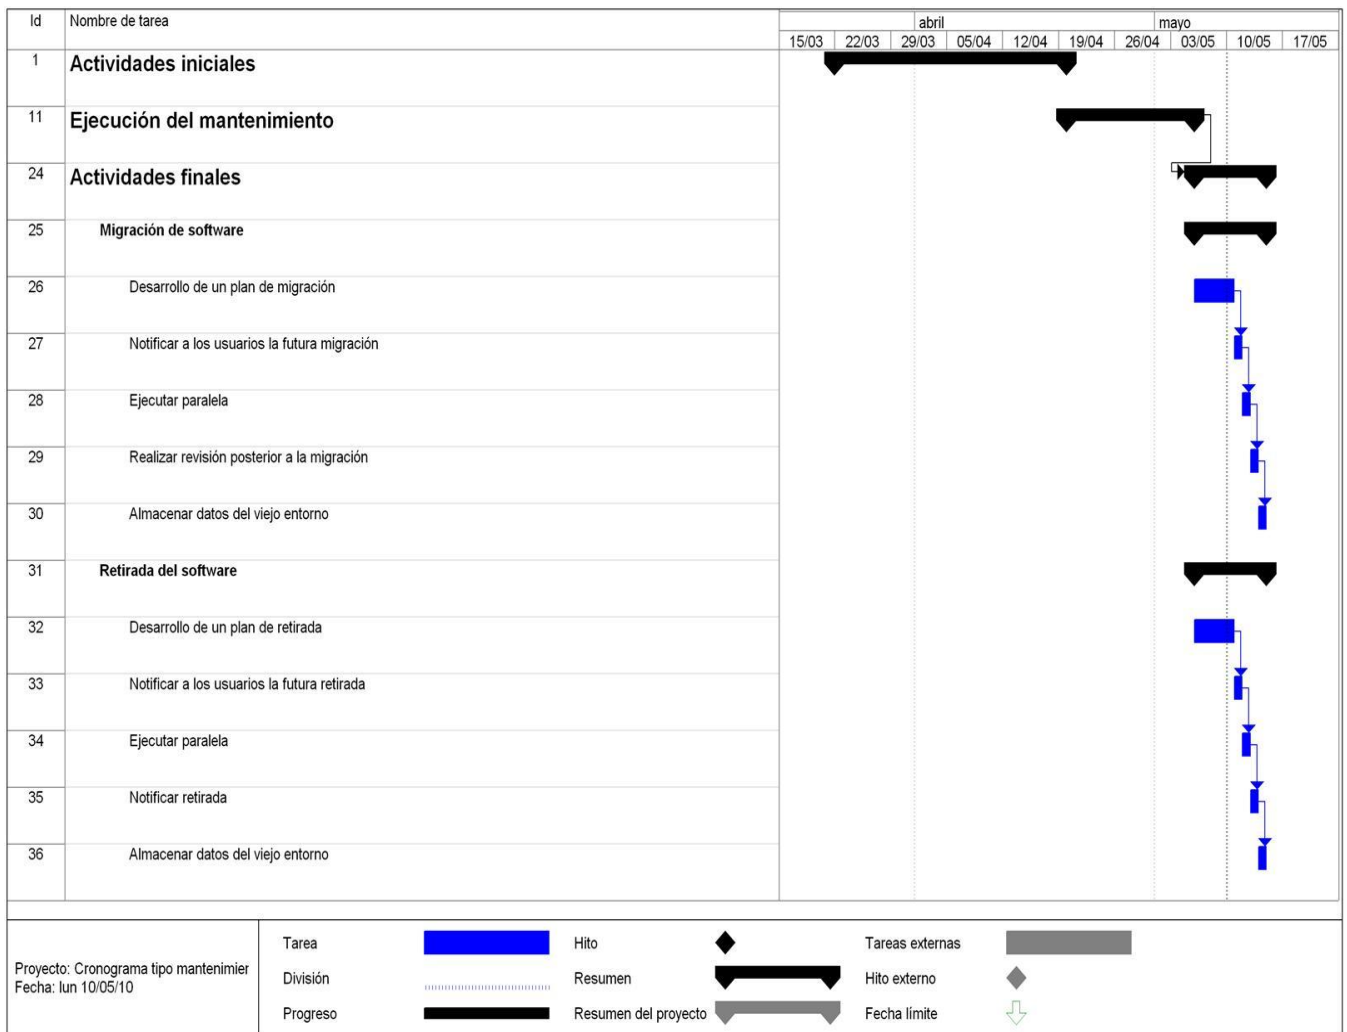 Id Nombre de tarea abril mayo
15/03 22/03 29/03 05/04 12/04 19/04 26/04 03/05 10/05 17/05
1 Actividades iniciales
11 Ejecución del mantenimiento
24 Actividades finales
25 Migración de software
26 Desarrollo de un plan de migración
27 Notificar a los usuarios la futura migración
28 Ejecutar paralela
29 Realizar revisión posterior a la migración
30 Almacenar datos del viejo entorno
31 Retirada del software
32 Desarrollo de un plan de retirada
33 Notificar a los usuarios la futura retirada
34 Ejecutar paralela
35 Notificar retirada
36 Almacenar datos del viejo entorno
Proyecto: Cronograma tipo mantenimier
Fecha: lun 10/05/10
Tarea Hito Tareas externas
División Resumen Hito externo
Progreso Resumen del proyecto Fecha límite